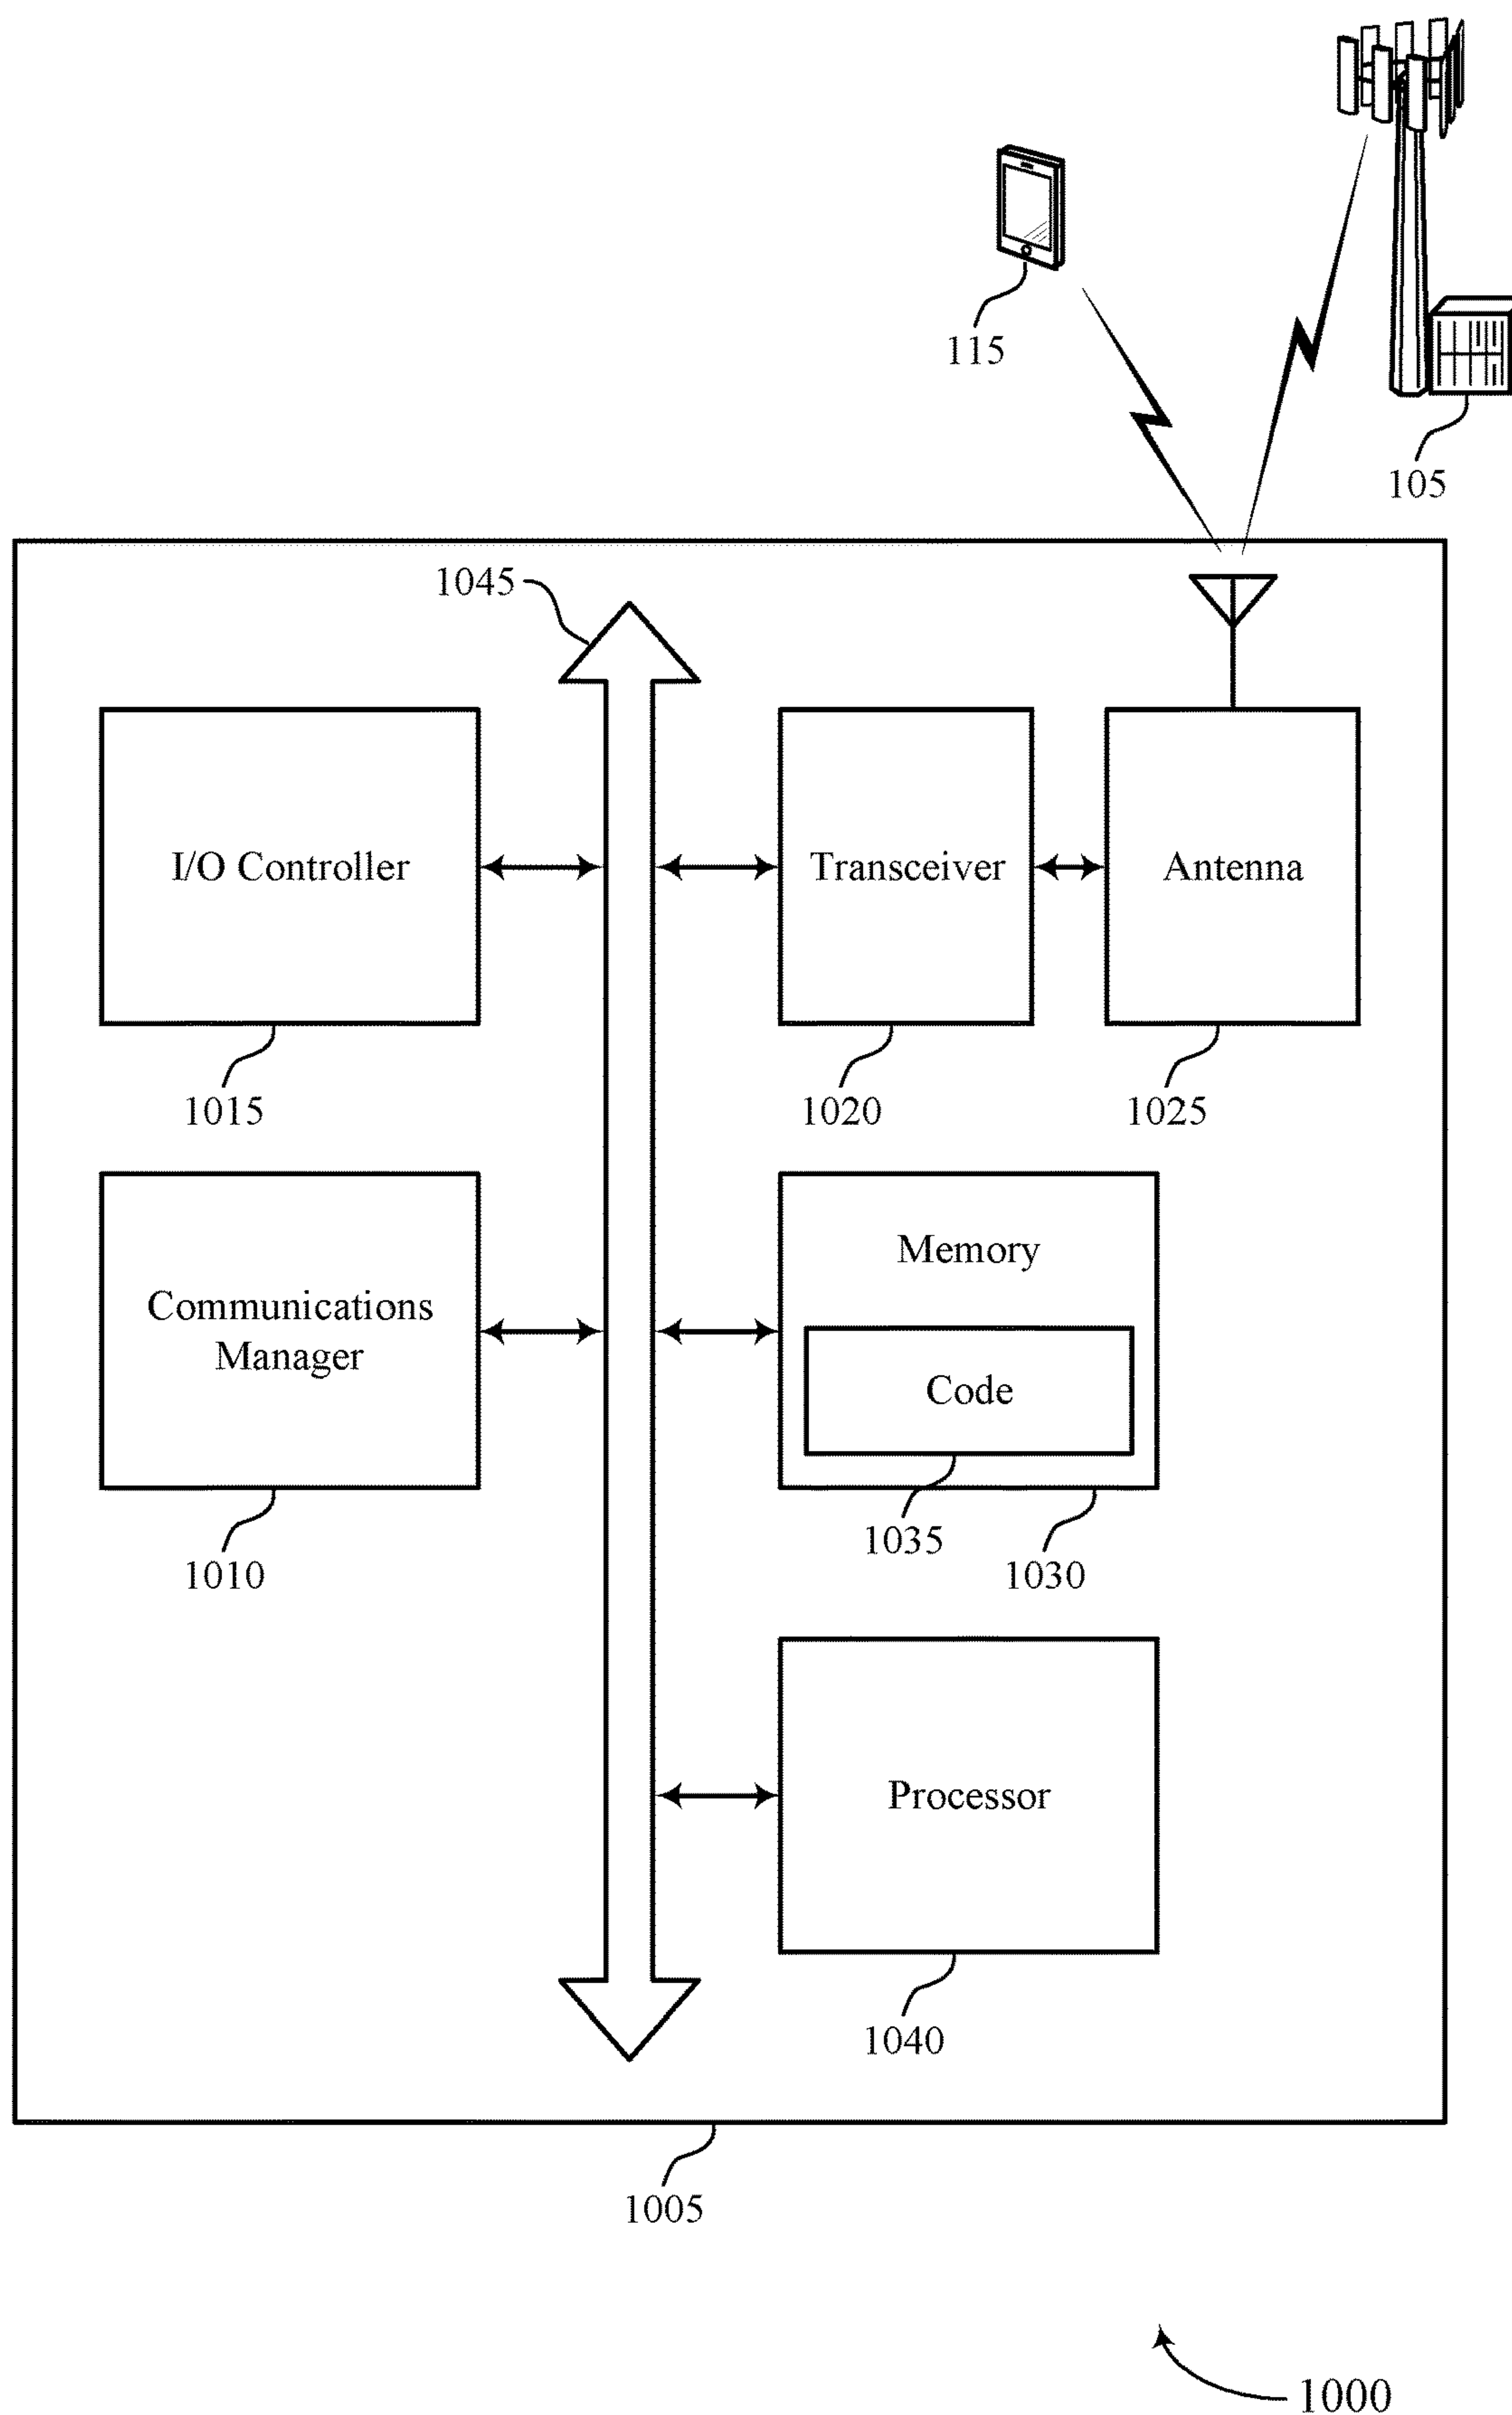 115
105
1045
I/O Controller
Transceiver
Antenna
1015
1020
1025
Communications
Manager
Memory
Code
1010
1035
1030
Processor
1040
1005
1000